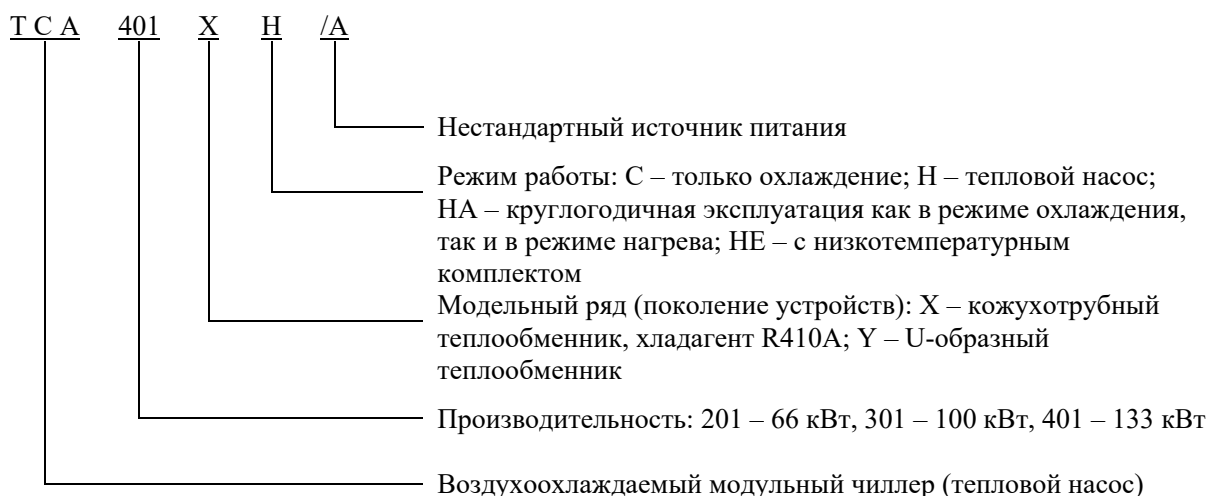 T C A 401 X H /A
Нестандартный источник питания
Режим работы: C – только охлаждение; H – тепловой насос;
HA – круглогодичная эксплуатация как в режиме охлаждения,
так и в режиме нагрева; HE – с низкотемпературным
комплектом
Модельный ряд (поколение устройств): X – кожухотрубный
теплообменник, хладагент R410A; Y – U-образный
теплообменник
Производительность: 201 – 66 кВт, 301 – 100 кВт, 401 – 133 кВт
Воздухоохлаждаемый модульный чиллер (тепловой насос)